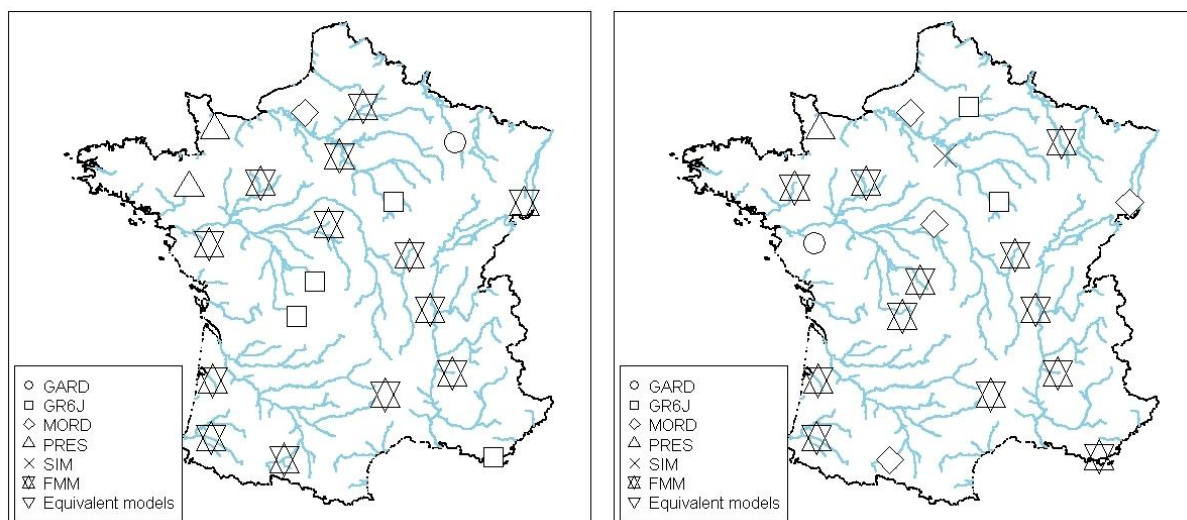 GARD
GR6J
MORD
PRES
SIM
FMM
Equivalent models
GARD
GR6J
MORD
PRES
SIM
FMM
Equivalent models